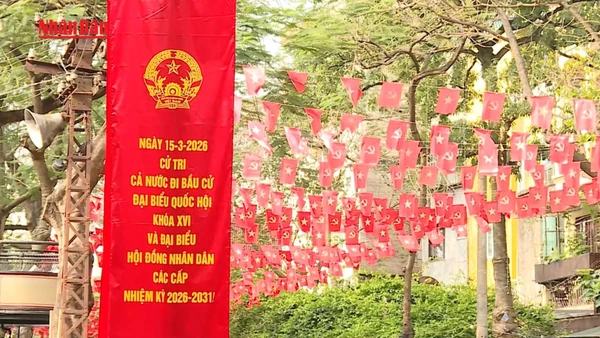 Nhân Dân
NGÀY 15-3-2026
CỬ TRI
CẢ NƯỚC ĐI BẦU CỬ
ĐẠI BIỂU QUỐC HỘI
KHÓA XVI
VÀ ĐẠI BIỂU
HỘI ĐỒNG NHÂN DÂN
CÁC CẤP
NHIỆM KỲ 2026-2031/